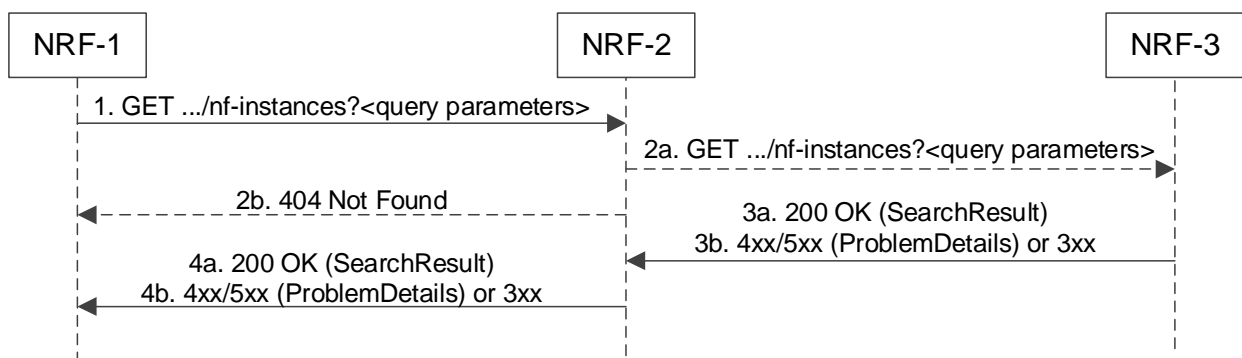 NRF-1
NRF-2
NRF-3
1. GET .../nf-instances?<query parameters>
2a. GET .../nf-instances?<query parameters>
2b. 404 Not Found
3a. 200 OK (SearchResult)
3b. 4xx/5xx (ProblemDetails) or 3xx
4a. 200 OK (SearchResult)
4b. 4xx/5xx (ProblemDetails) or 3xx